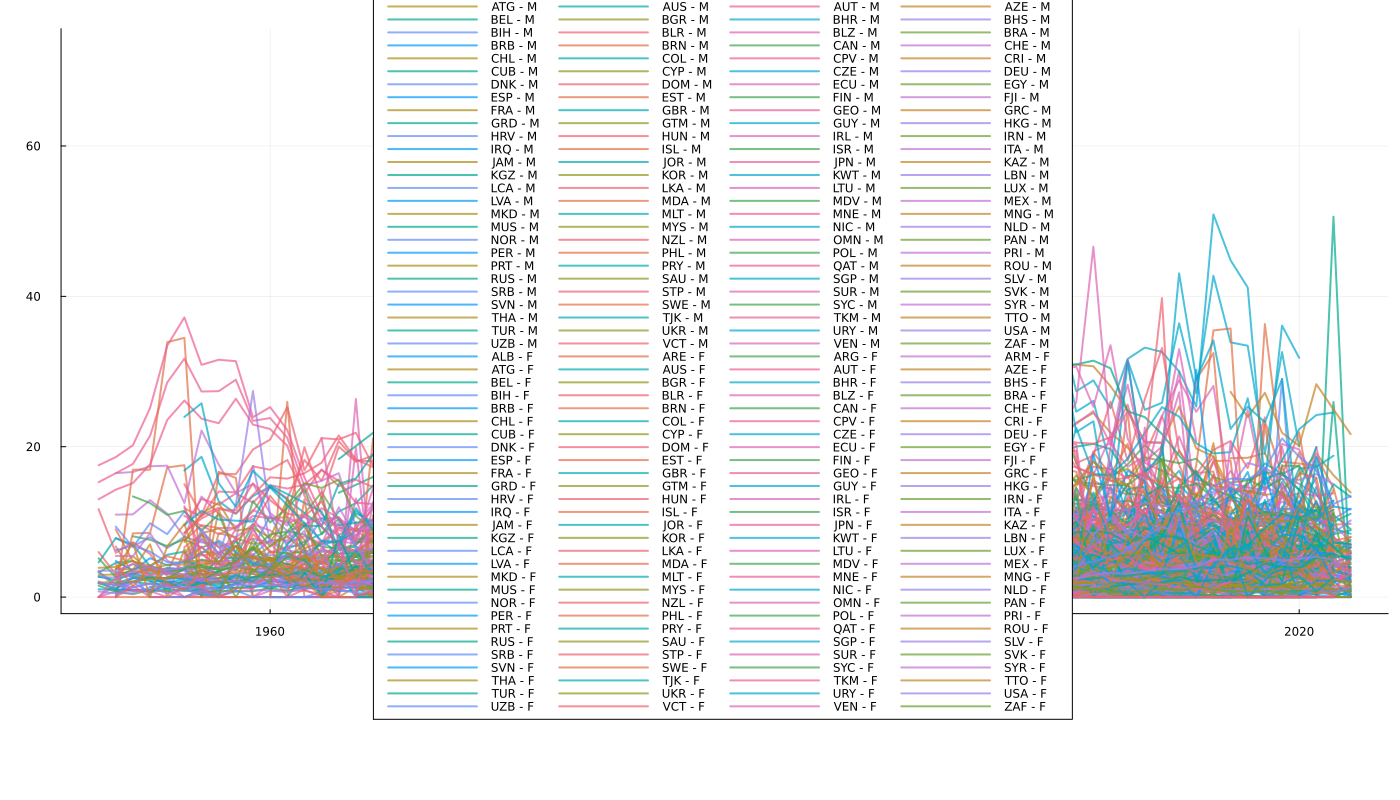 ATG - M AUS - M AUT - M AZE - M
BEL - M BGR - M BHR - M BHS - M
BIH - M BLR - M BLZ - M BRA - M
BRB - M BRN - M CAN - M CHE - M
CHL - M COL - M CPV - M CRI - M
CUB - M CYP - M CZE - M DEU - M
DNK - M DOM - M ECU - M EGY - M
ESP - M EST - M FIN - M FJI - M
FRA - M GBR - M GEO - M GRC - M
GRD - M GTM - M GUY - M HKG - M
HRV - M HUN - M IRL - M IRN - M
60
IRQ - M ISL - M ISR - M ITA - M
JAM - M JOR - M JPN - M KAZ - M
KGZ - M KOR - M KWT - M LBN - M
LCA - M LKA - M LTU - M LUX - M
LVA - M MDA - M MDV - M MEX - M
MKD - M MLT - M MNE - M MNG - M
MUS - M MYS - M NIC - M NLD - M
NOR - M NZL - M OMN - M PAN - M
PER - M PHL - M POL - M PRI - M
PRT - M PRY - M QAT - M ROU - M
RUS - M SAU - M SGP - M SLV - M
SRB - M STP - M SUR - M SVK - M
40
SVN - M SWE - M SYC - M SYR - M
THA - M TJK - M TKM - M TTO - M
TUR - M UKR - M URY - M USA - M
UZB - M VCT - M VEN - M ZAF - M
ALB - F ARE - F ARG - F ARM - F
ATG - F AUS - F AUT - F AZE - F
BEL - F BGR - F BHR - F BHS - F
BIH - F BLR - F BLZ - F BRA - F
BRB - F BRN - F CAN - F CHE - F
CHL - F COL - F CPV - F CRI - F
CUB - F CYP - F CZE - F DEU - F
20
DNK - F DOM - F ECU - F EGY - F
ESP - F EST - F FIN - F FJI - F
FRA - F GBR - F GEO - F GRC - F
GRD - F GTM - F GUY - F HKG - F
HRV - F HUN - F IRL - F IRN - F
IRQ - F ISL - F ISR - F ITA - F
JAM - F JOR - F JPN - F KAZ - F
KGZ - F KOR - F KWT - F LBN - F
LCA - F LKA - F LTU - F LUX - F
LVA - F MDA - F MDV - F MEX - F
MKD - F MLT - F MNE - F MNG - F
MUS - F MYS - F NIC - F NLD - F
0
NOR - F NZL - F OMN - F PAN - F
PER - F PHL - F POL - F PRI - F
PRT - F PRY - F QAT - F ROU - F
1960
2020
RUS - F SAU - F SGP - F SLV - F
SRB - F STP - F SUR - F SVK - F
SVN - F SWE - F SYC - F SYR - F
THA - F TJK - F TKM - F TTO - F
TUR - F UKR - F URY - F USA - F
UZB - F VCT - F VEN - F ZAF - F